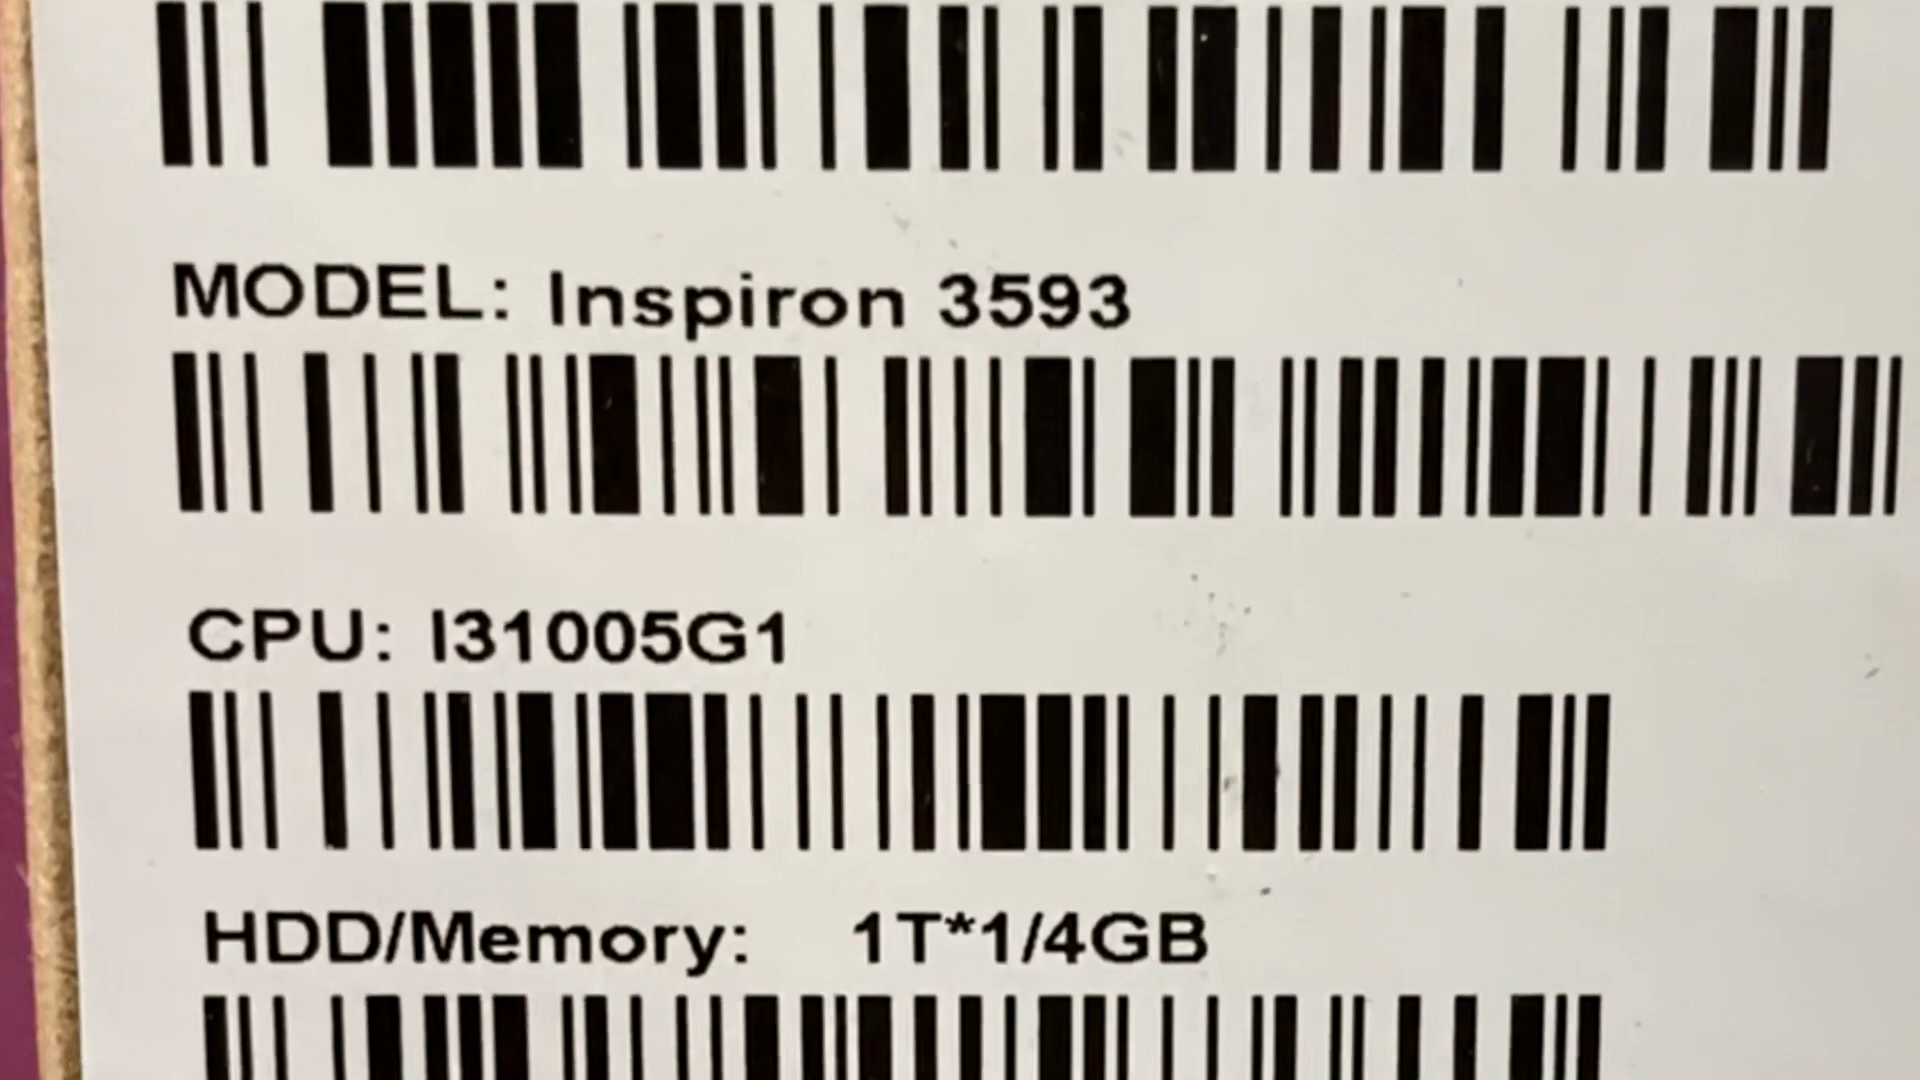 MODEL: Inspiron 3593
CPU: I31005G1
HDD/Memory: 1T*1/4GB